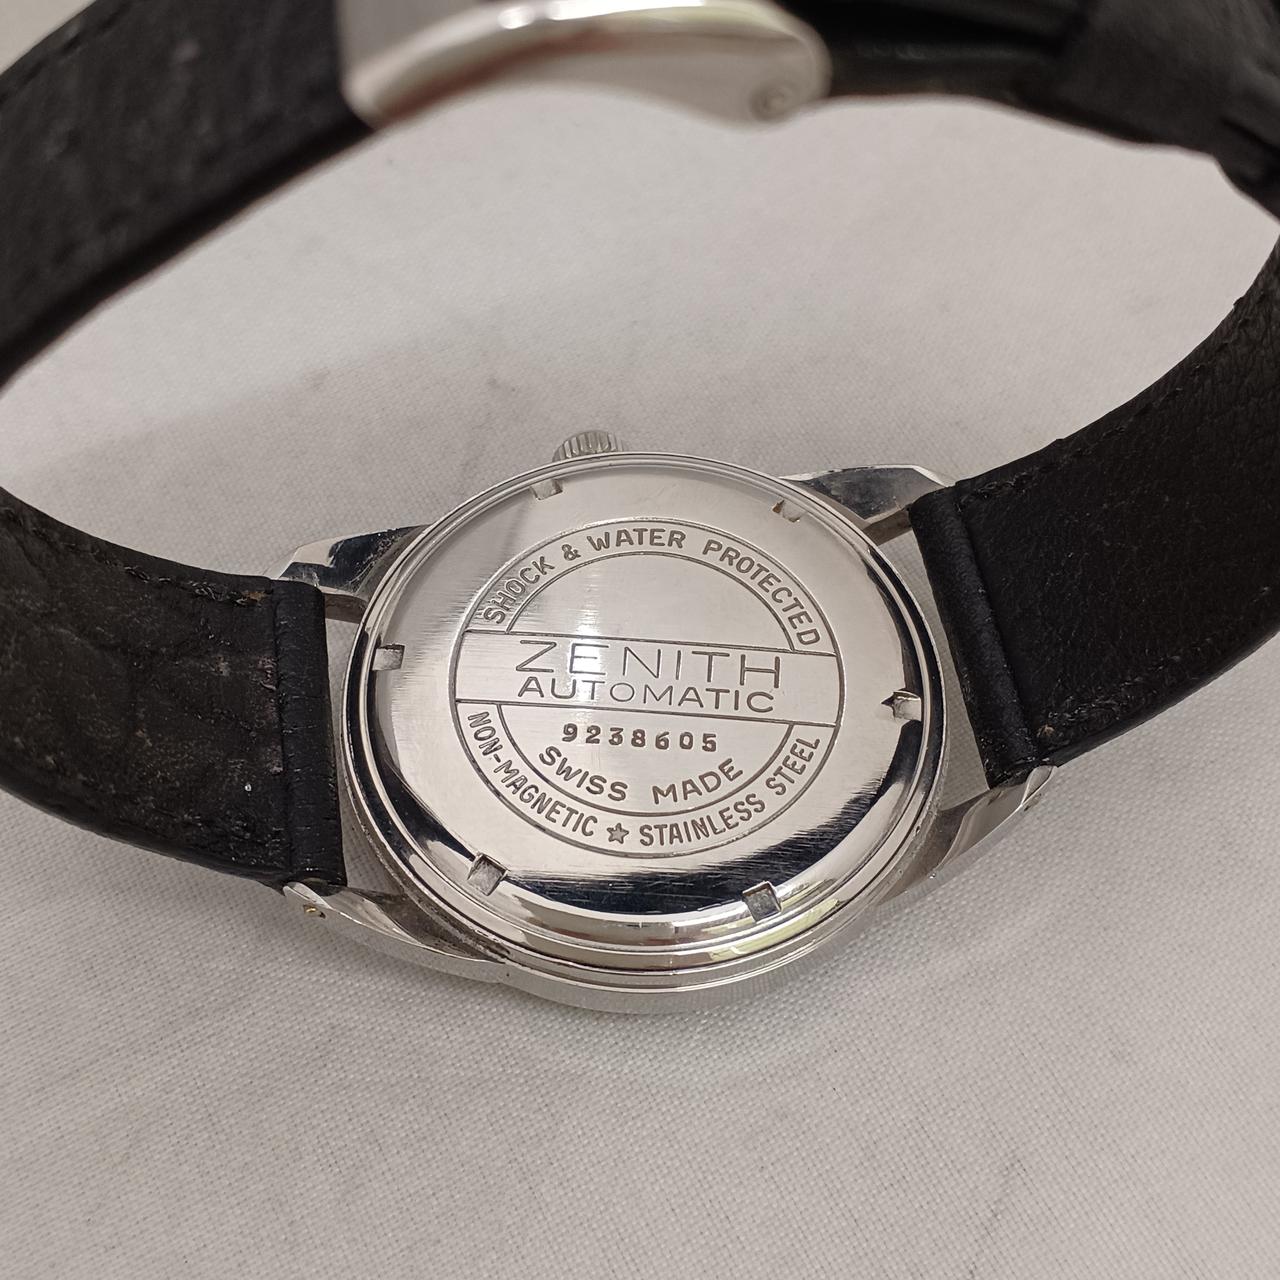 SHOCK & WATER PROTECTED
ZENITH
AUTOMATIC
9238605
SWISS MADE
NON-MAGNETIC ★ STAINLESS STEEL